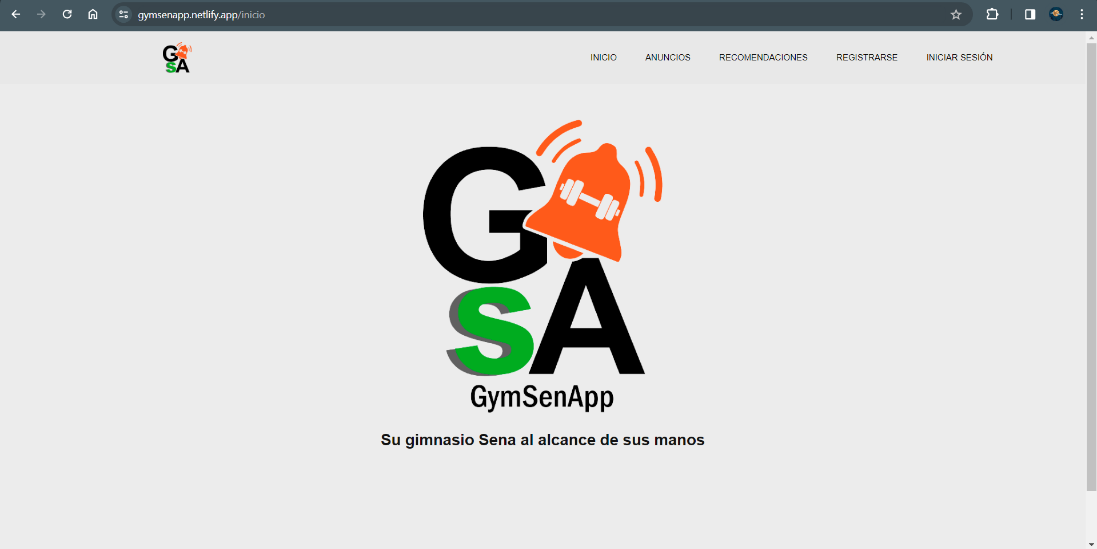 gymsenapp.netlify.app/inicio
GSA
INICIO ANUNCIOS RECOMENDACIONES REGISTRARSE INICIAR SESIÓN
G
SA
GymSenApp
Su gimnasio Sena al alcance de sus manos